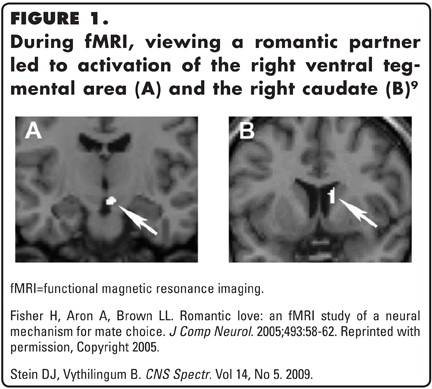 FIGURE 1.
During fMRI, viewing a romantic partner
led to activation of the right ventral teg-
mental area (A) and the right caudate (B)⁹
A
B
fMRI=functional magnetic resonance imaging.
Fisher H, Aron A, Brown LL. Romantic love: an fMRI study of a neural
mechanism for mate choice. J Comp Neurol. 2005;493:58-62. Reprinted with
permission, Copyright 2005.
Stein DJ, Vythilingum B. CNS Spectr. Vol 14, No 5. 2009.